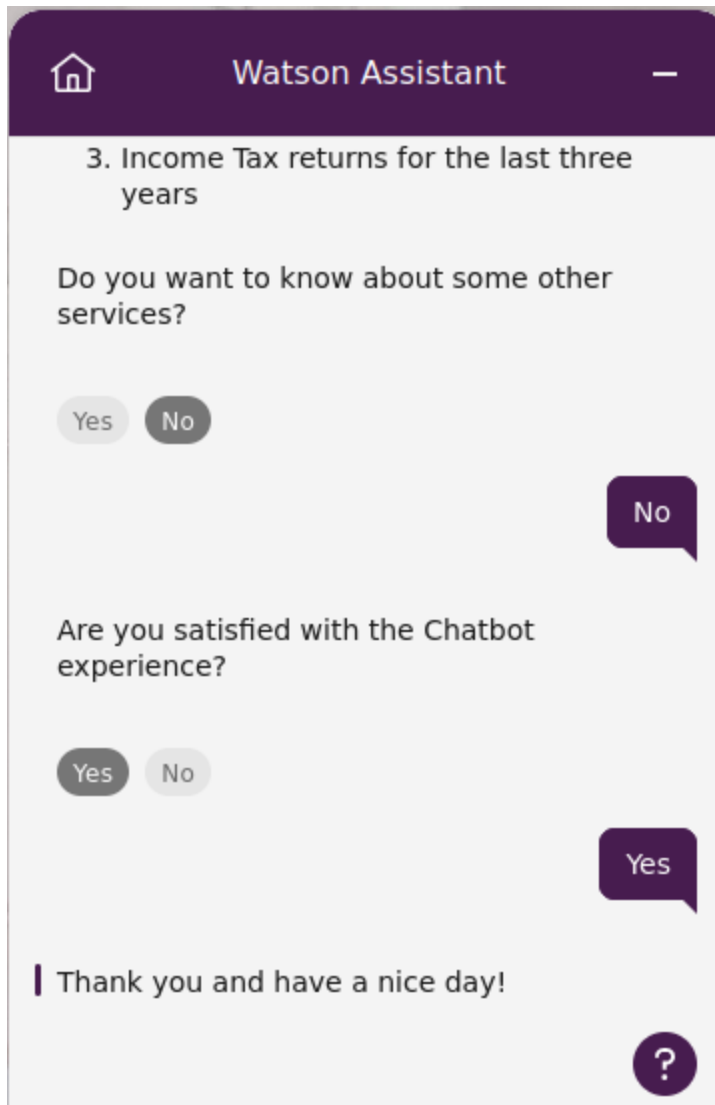 Watson Assistant
3. Income Tax returns for the last three
years
Do you want to know about some other
services?
Yes No
No
Are you satisfied with the Chatbot
experience?
Yes No
Yes
Thank you and have a nice day!
?